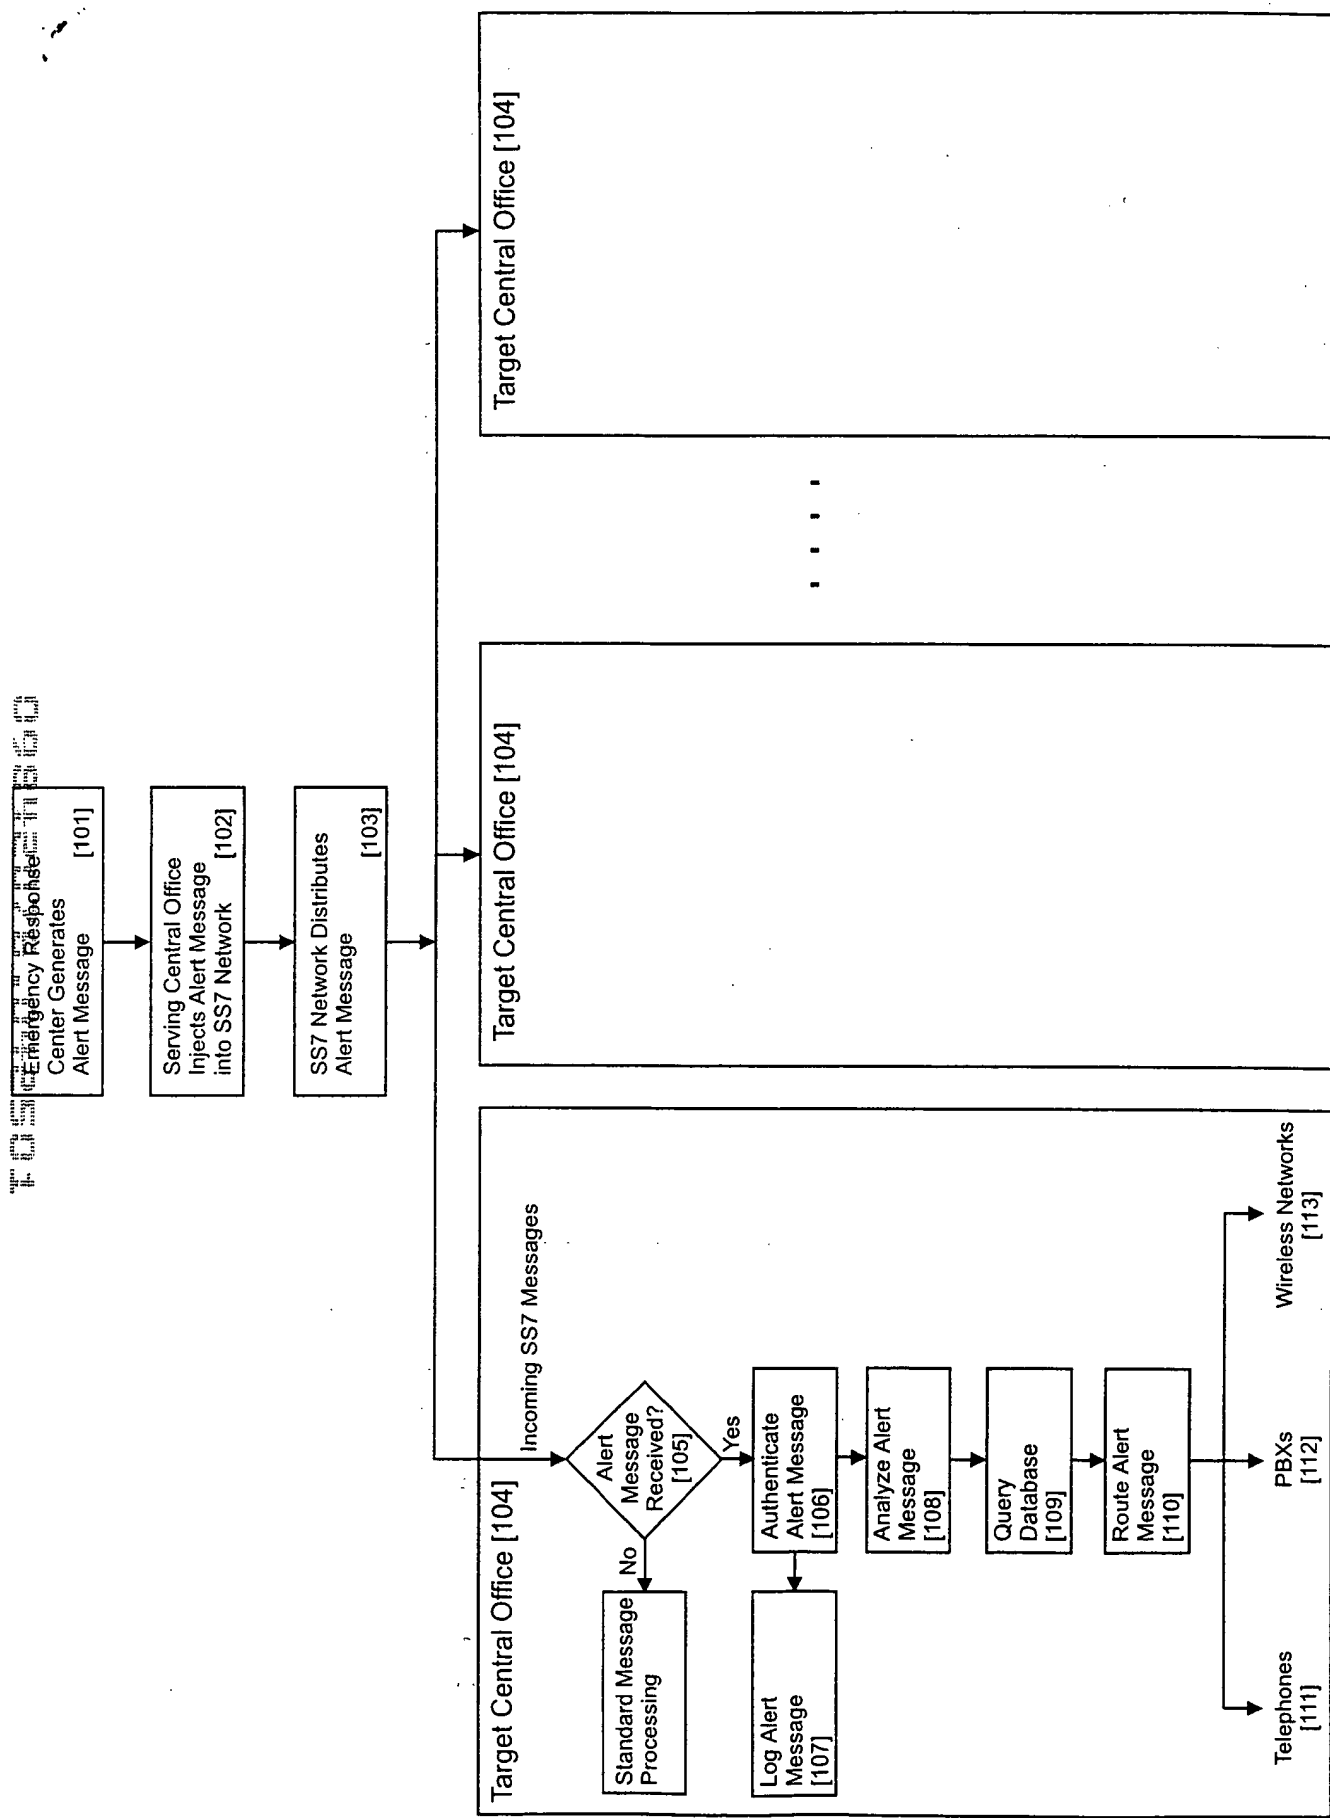 Emergency Response
Center Generates
Alert Message [101]
Serving Central Office
Injects Alert Message
into SS7 Network [102]
SS7 Network Distributes
Alert Message
[103]
Target Central Office [104]
Incoming SS7 Messages
Alert
Message
Received?
[105]
No
Yes
Standard Message
Processing
Authenticate
Alert Message
[106]
Log Alert
Message
[107]
Analyze Alert
Message
[108]
Query
Database
[109]
Route Alert
Message
[110]
Telephones
[111]
PBXs
[112]
Wireless Networks
[113]
Target Central Office [104]
. . . .
Target Central Office [104]